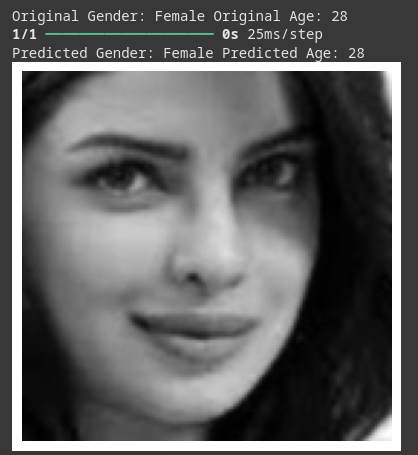 Original Gender: Female Original Age: 28
1/1 ━━━━━━━━━━━━━━━━━━━━ 0s 25ms/step
Predicted Gender: Female Predicted Age: 28